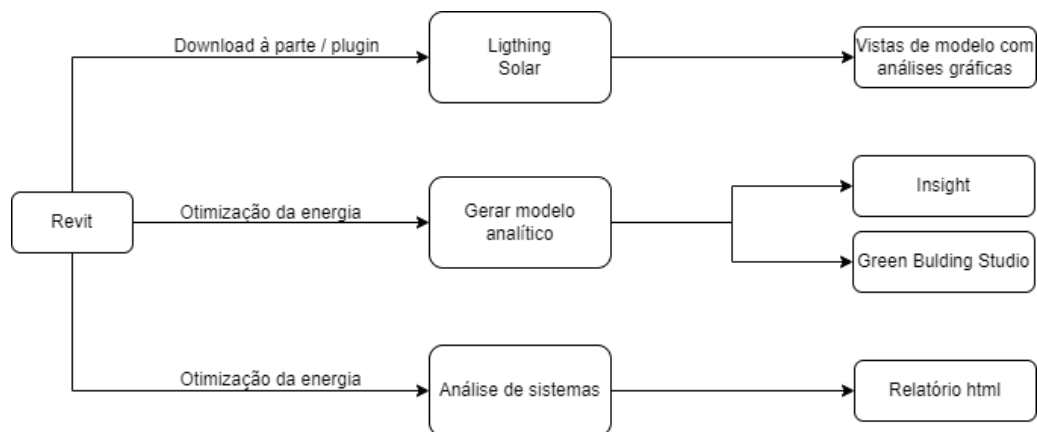 Download à parte / plugin
Ligthing
Solar
Vistas de modelo com
análises gráficas
Revit
Otimização da energia
Gerar modelo
analítico
Insight
Green Bulding Studio
Otimização da energia
Análise de sistemas
Relatório html